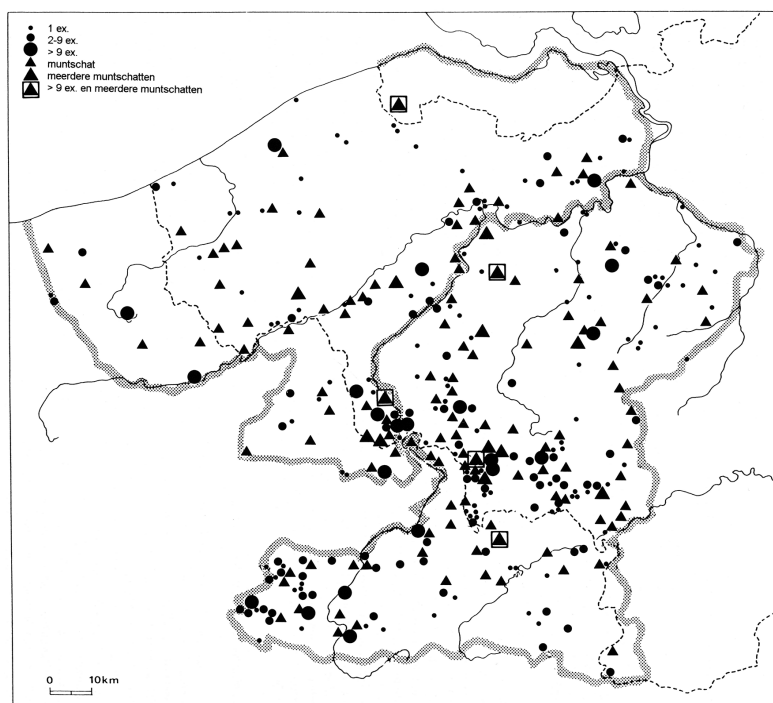 1 ex.
2-9 ex.
> 9 ex.
muntschat
meerdere muntschatten
> 9 ex. en meerdere muntschatten
0 10km